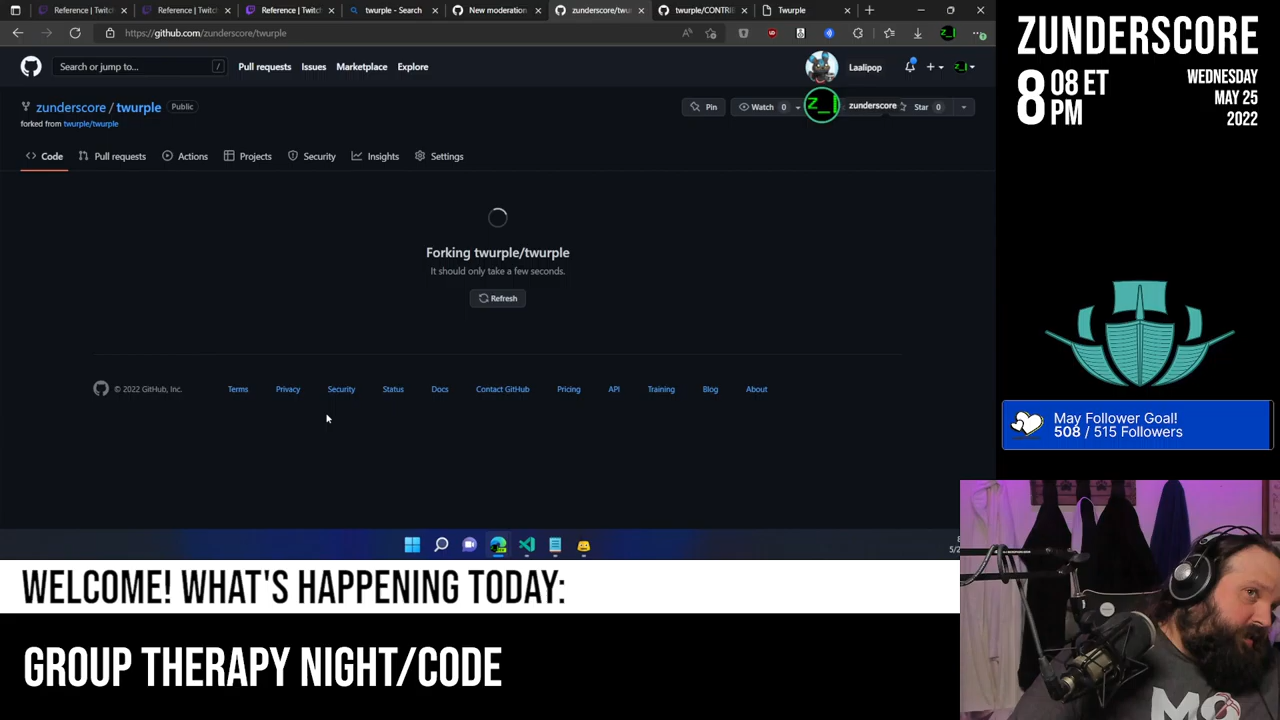 Reference | Twitch
Reference | Twitch
Reference | Twitch
twurple - Search
New moderation
zunderscore/twu
twurple/CONTRI
Twurple
https://github.com/zunderscore/twurple
Search or jump to...
/
Pull requests
Issues
Marketplace
Explore
Laalipop
zunderscore / twurple
Public
forked from twurple/twurple
Pin
Watch 0
zunderscore
Star 0
Code
Pull requests
Actions
Projects
Security
Insights
Settings
Forking twurple/twurple
It should only take a few seconds.
Refresh
© 2022 GitHub, Inc.
Terms
Privacy
Security
Status
Docs
Contact GitHub
Pricing
API
Training
Blog
About
ZUNDERSCORE
8 08 ET
PM
WEDNESDAY
MAY 25
2022
May Follower Goal!
508 / 515 Followers
WELCOME! WHAT'S HAPPENING TODAY:
GROUP THERAPY NIGHT/CODE